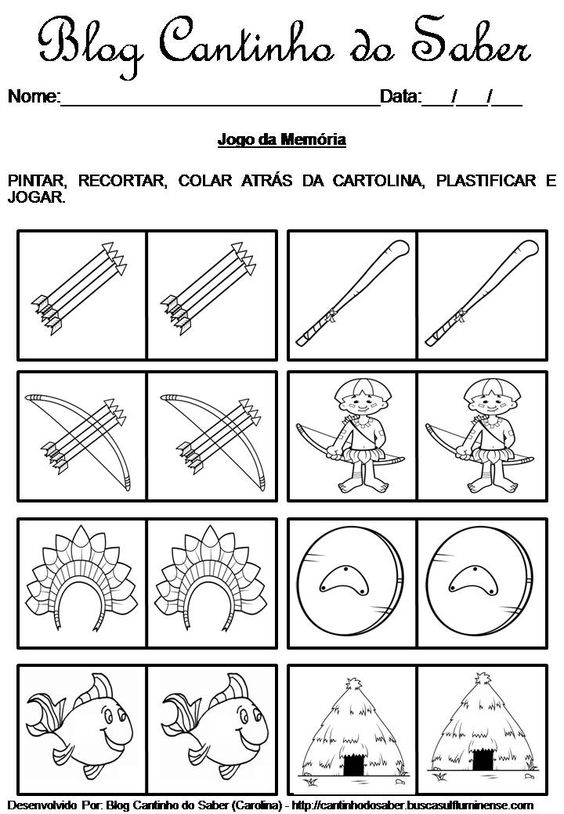 Blog Cantinho do Saber
Nome:________________________________Data:___/___/___
Jogo da Memória
PINTAR, RECORTAR, COLAR ATRÁS DA CARTOLINA, PLASTIFICAR E
JOGAR.
Desenvolvido Por: Blog Cantinho do Saber (Carolina) - http://cantinhodosaber.buscasulfluminense.com